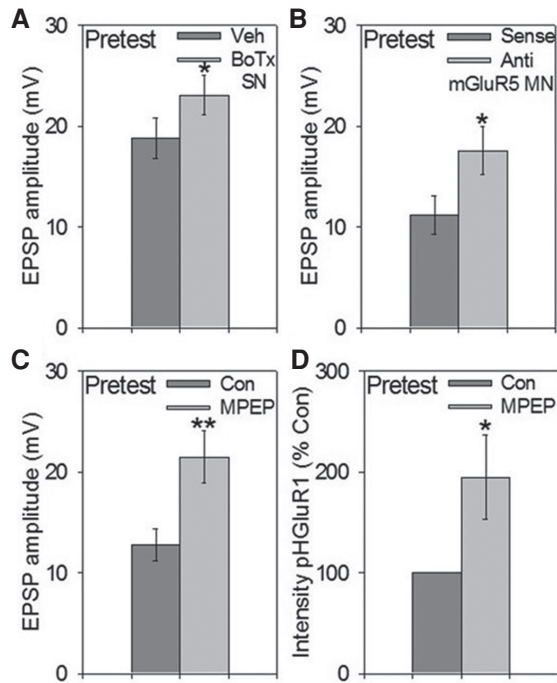 A
EPSP amplitude (mV)
30
20
10
0
Pretest
Veh
BoTx
SN
*
B
EPSP amplitude (mV)
30
20
10
0
Pretest
Sense
Anti
mGluR5 MN
*
C
EPSP amplitude (mV)
30
20
10
0
Pretest
Con
MPEP
**
D
Intensity pHGluR1 (% Con)
300
200
100
0
Pretest
Con
MPEP
*